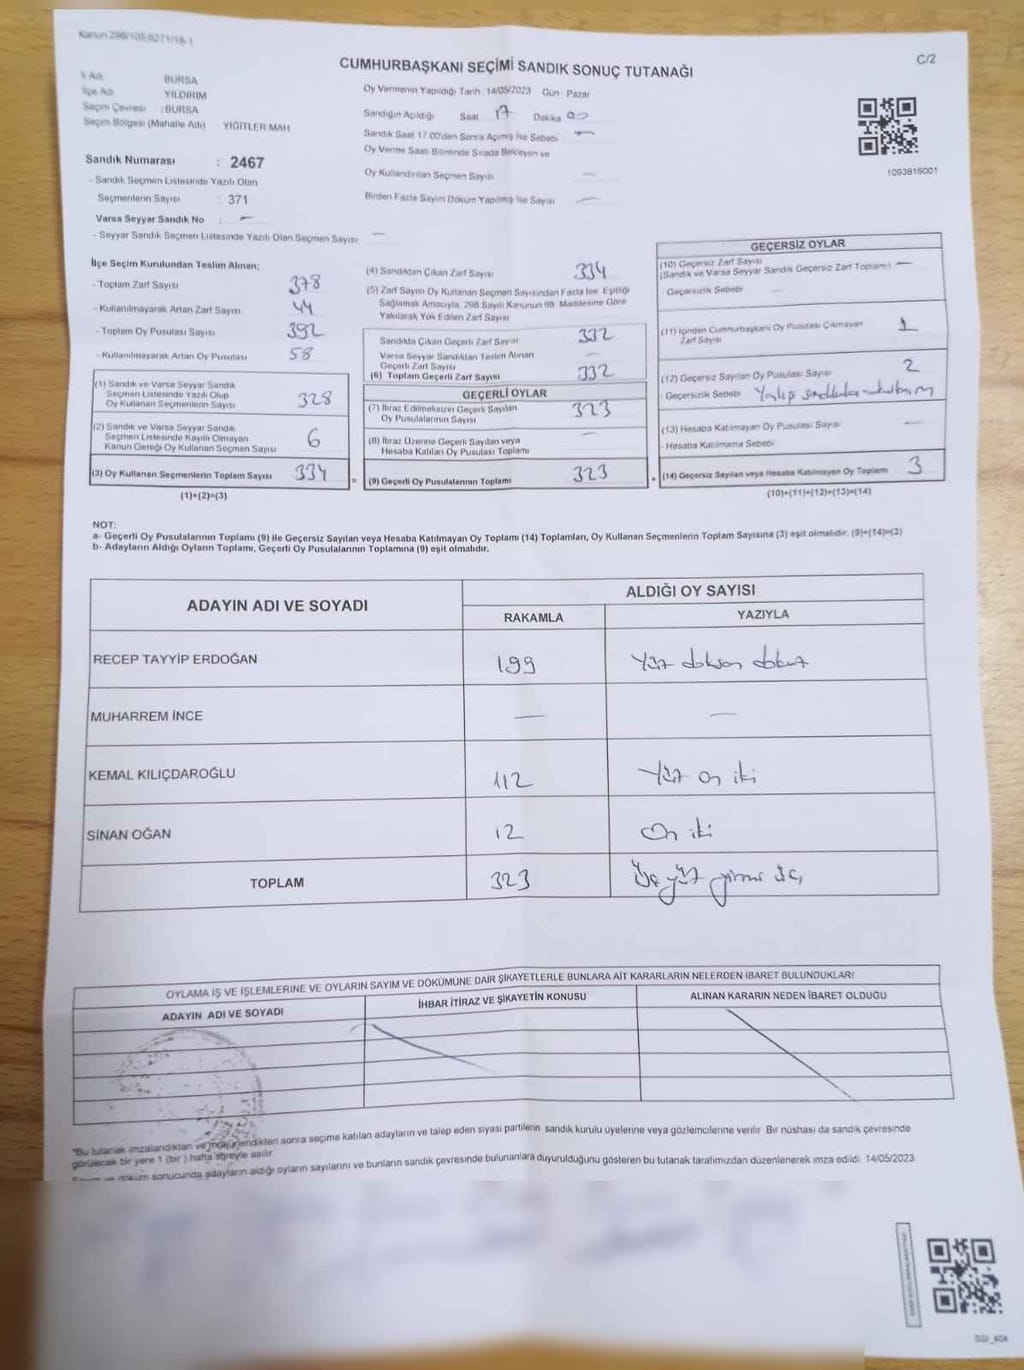 Kanun 298/105,6271/18-1
C/2
CUMHURBAŞKANI SEÇİMİ SANDIK SONUÇ TUTANAĞI
İl Adı BURSA
İlçe Adı YILDIRIM
Seçim Çevresi : BURSA
Seçim Bölgesi (Mahalle Adı) YİĞİTLER MAH
Sandık Numarası : 2467
- Sandık Seçmen Listesinde Yazılı Olan
Seçmenlerin Sayısı : 371
Varsa Seyyar Sandık No : -
- Seyyar Sandık Seçmen Listesinde Yazılı Olan Seçmen Sayısı -
Oy Vermenin Yapıldığı Tarih : 14/05/2023 Gün : Pazar
Sandığın Açıldığı Saat 17 Dakika 00
Sandık Saat 17.00'den Sonra Açılmış İse Sebebi -
Oy Verme Saati Bitiminde Sırada Bekleyen ve
Oy Kullandırılan Seçmen Sayısı -
Birden Fazla Sayım Döküm Yapılmış İse Sayısı -
1093816001
İlçe Seçim Kurulundan Teslim Alınan;
- Toplam Zarf Sayısı 378
- Kullanılmayarak Artan Zarf Sayısı 44
- Toplam Oy Pusulası Sayısı 392
- Kullanılmayarak Artan Oy Pusulası 58
(1) Sandık ve Varsa Seyyar Sandık
Seçmen Listesinde Yazılı Olup
Oy Kullanan Seçmenlerin Sayısı 328
(2) Sandık ve Varsa Seyyar Sandık
Seçmen Listesinde Kayıtlı Olmayan
Kanun Gereği Oy Kullanan Seçmen Sayısı 6
(3) Oy Kullanan Seçmenlerin Toplam Sayısı 334
(1)+(2)=(3)
(4) Sandıktan Çıkan Zarf Sayısı 334
(5) Zarf Sayısı Oy Kullanan Seçmen Sayısından Fazla İse, Eşitliği
Sağlamak Amacıyla, 298 Sayılı Kanunun 98. Maddesine Göre
Yakılarak Yok Edilen Zarf Sayısı
Sandıkta Çıkan Geçerli Zarf Sayısı 332
Varsa Seyyar Sandıktan Teslim Alınan
Geçerli Zarf Sayısı -
(6) Toplam Geçerli Zarf Sayısı 332
GEÇERLİ OYLAR
(7) İtiraz Edilmeksizin Geçerli Sayılan
Oy Pusulalarının Sayısı 323
(8) İtiraz Üzerine Geçerli Sayılan veya
Hesaba Katılan Oy Pusulası Toplamı -
= (9) Geçerli Oy Pusulalarının Toplamı 323
GEÇERSİZ OYLAR
(10) Geçersiz Zarf Sayısı
(Sandık ve Varsa Seyyar Sandık Geçersiz Zarf Toplamı) -
- Geçersizlik Sebebi
(11) İçinden Cumhurbaşkanı Oy Pusulası Çıkmayan
Zarf Sayısı 1
(12) Geçersiz Sayılan Oy Pusulası Sayısı 2
- Geçersizlik Sebebi
(13) Hesaba Katılmayan Oy Pusulası Sayısı -
- Hesaba Katılmama Sebebi
+ (14) Geçersiz Sayılan veya Hesaba Katılmayan Oy Toplamı 3
(10)+(11)+(12)+(13)=(14)
NOT:
a- Geçerli Oy Pusulalarının Toplamı (9) ile Geçersiz Sayılan veya Hesaba Katılmayan Oy Toplamı (14) Toplamları, Oy Kullanan Seçmenlerin Toplam Sayısına (3) eşit olmalıdır. (9)+(14)=(3)
b- Adayların Aldığı Oyların Toplamı, Geçerli Oy Pusulalarının Toplamına (9) eşit olmalıdır.
ADAYIN ADI VE SOYADI
ALDIĞI OY SAYISI
RAKAMLA YAZIYLA
RECEP TAYYİP ERDOĞAN 199 Yüz doksan dokuz
MUHARREM İNCE - -
KEMAL KILIÇDAROĞLU 112 Yüz on iki
SİNAN OĞAN 12 On iki
TOPLAM 323 Üç yüz yirmi üç
OYLAMA İŞ VE İŞLEMLERİNE VE OYLARIN SAYIM VE DÖKÜMÜNE DAİR ŞİKAYETLERLE BUNLARA AİT KARARLARIN NELERDEN İBARET BULUNDUKLARI
ADAYIN ADI VE SOYADI İHBAR İTİRAZ VE ŞİKAYETİN KONUSU ALINAN KARARIN NEDEN İBARET OLDUĞU
*Bu tutanak imzalandıktan ve mühürlendikten sonra seçime katılan adayların ve talep eden siyasi partilerin sandık kurulu üyelerine veya gözlemcilerine verilir. Bir nüshası da sandık çevresinde
görülecek bir yere 1 (bir) hafta süreyle asılır.
Sayım ve döküm sonucunda adayların aldığı oyların sayılarını ve bunların sandık çevresinde bulunanlara duyurulduğunu gösteren bu tutanak tarafımızdan düzenlenerek imza edildi. 14/05/2023